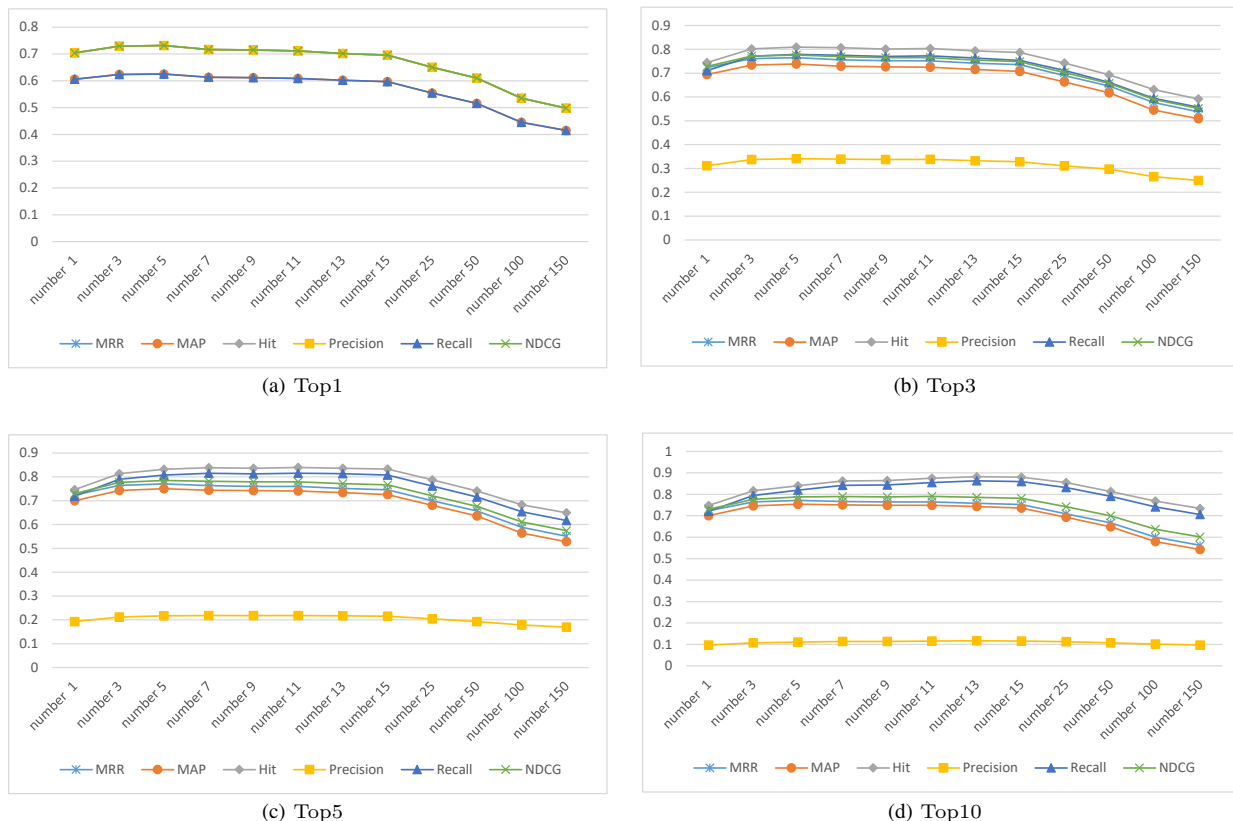 0.8
0.7
0.6
0.5
0.4
0.3
0.2
0.1
0
number 1
number 3
number 5
number 7
number 9
number 11
number 13
number 15
number 25
number 50
number 100
number 150
MRR MAP Hit Precision Recall NDCG
(a) Top1
0.9
0.8
0.7
0.6
0.5
0.4
0.3
0.2
0.1
0
number 1
number 3
number 5
number 7
number 9
number 11
number 13
number 15
number 25
number 50
number 100
number 150
MRR MAP Hit Precision Recall NDCG
(b) Top3
0.9
0.8
0.7
0.6
0.5
0.4
0.3
0.2
0.1
0
number 1
number 3
number 5
number 7
number 9
number 11
number 13
number 15
number 25
number 50
number 100
number 150
MRR MAP Hit Precision Recall NDCG
(c) Top5
1
0.9
0.8
0.7
0.6
0.5
0.4
0.3
0.2
0.1
0
number 1
number 3
number 5
number 7
number 9
number 11
number 13
number 15
number 25
number 50
number 100
number 150
MRR MAP Hit Precision Recall NDCG
(d) Top10